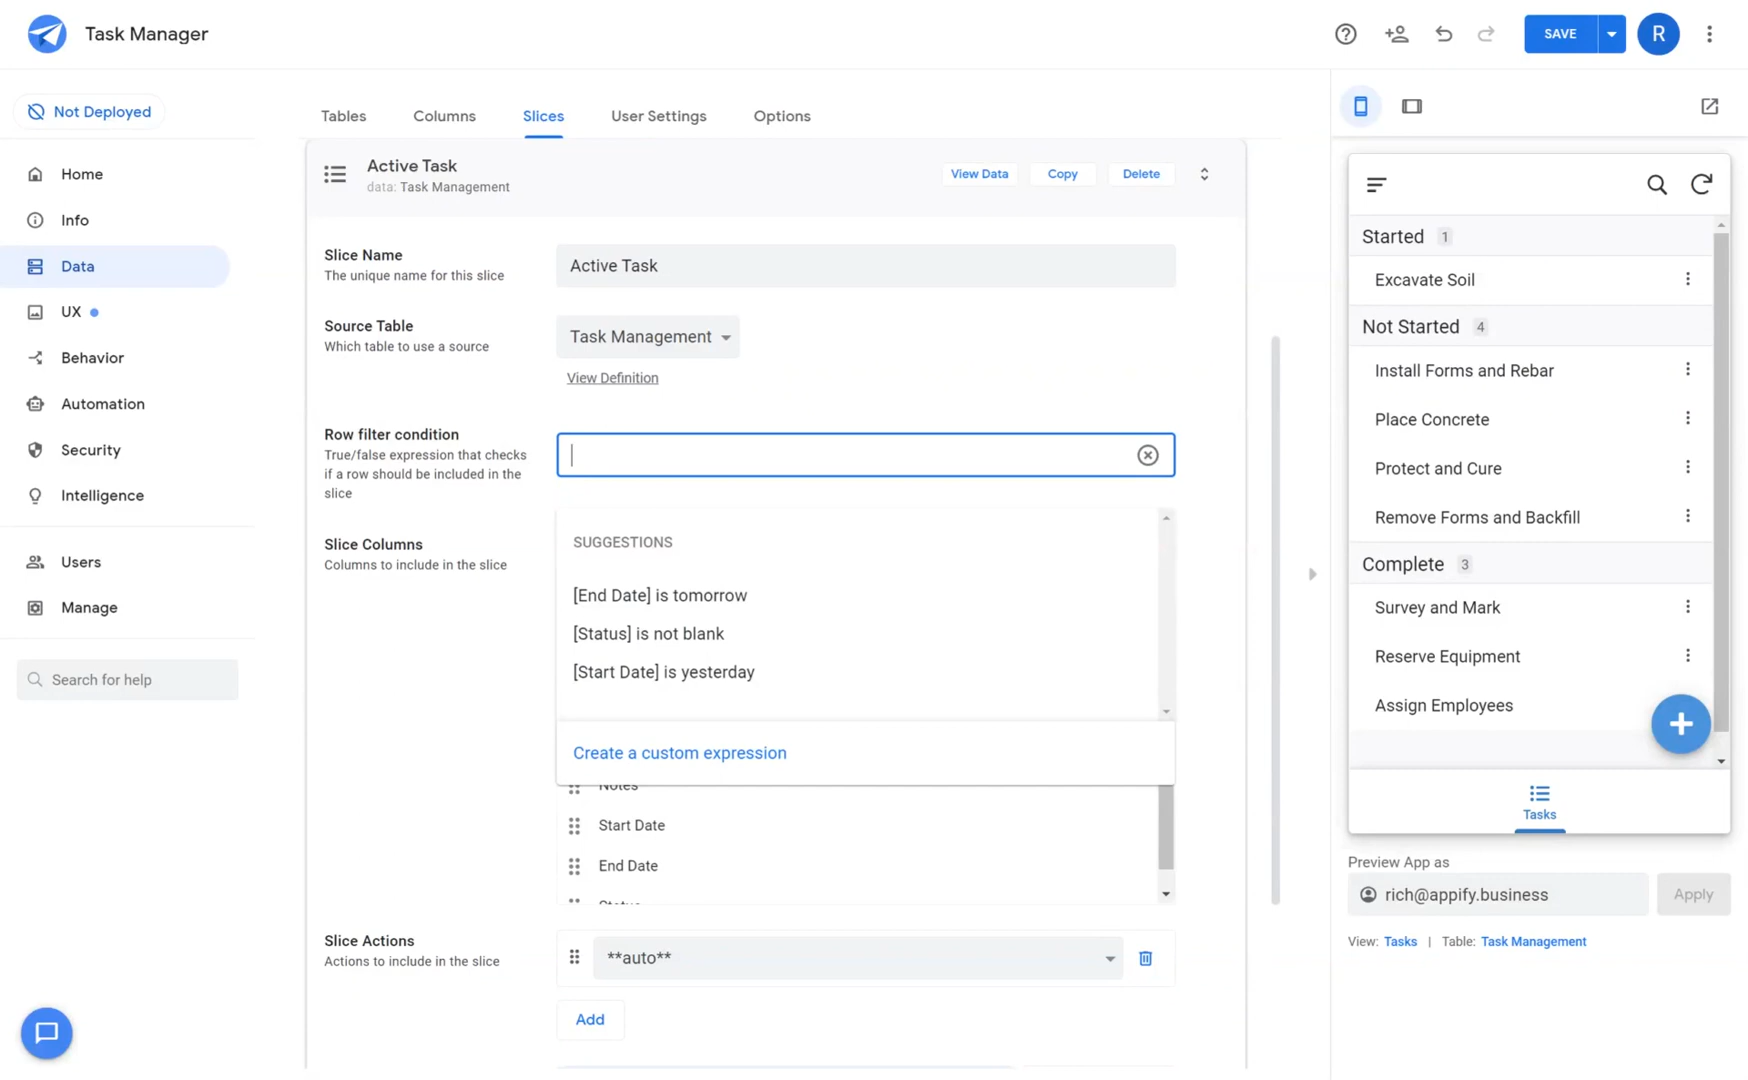 Task Manager
SAVE
R
Not Deployed
Home
Info
Data
UX
Behavior
Automation
Security
Intelligence
Users
Manage
Search for help
Tables
Columns
Slices
User Settings
Options
Active Task
data: Task Management
View Data
Copy
Delete
Slice Name
The unique name for this slice
Active Task
Source Table
Which table to use a source
Task Management
View Definition
Row filter condition
True/false expression that checks
if a row should be included in the
slice
Slice Columns
Columns to include in the slice
SUGGESTIONS
[End Date] is tomorrow
[Status] is not blank
[Start Date] is yesterday
Create a custom expression
Notes
Start Date
End Date
Status
Slice Actions
Actions to include in the slice
**auto**
Add
Started 1
Excavate Soil
Not Started 4
Install Forms and Rebar
Place Concrete
Protect and Cure
Remove Forms and Backfill
Complete 3
Survey and Mark
Reserve Equipment
Assign Employees
Tasks
Preview App as
rich@appify.business
Apply
View: Tasks | Table: Task Management